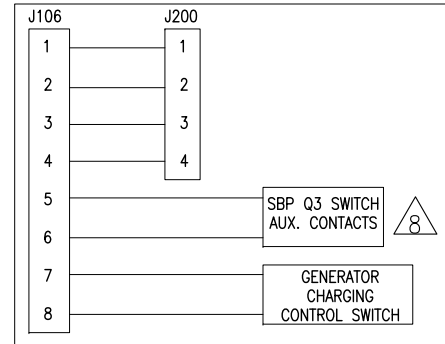 J106 J200
1 1
2 2
3 3
4 4
5
SBP Q3 SWITCH
AUX. CONTACTS
8
6
7
GENERATOR
CHARGING
CONTROL SWITCH
8